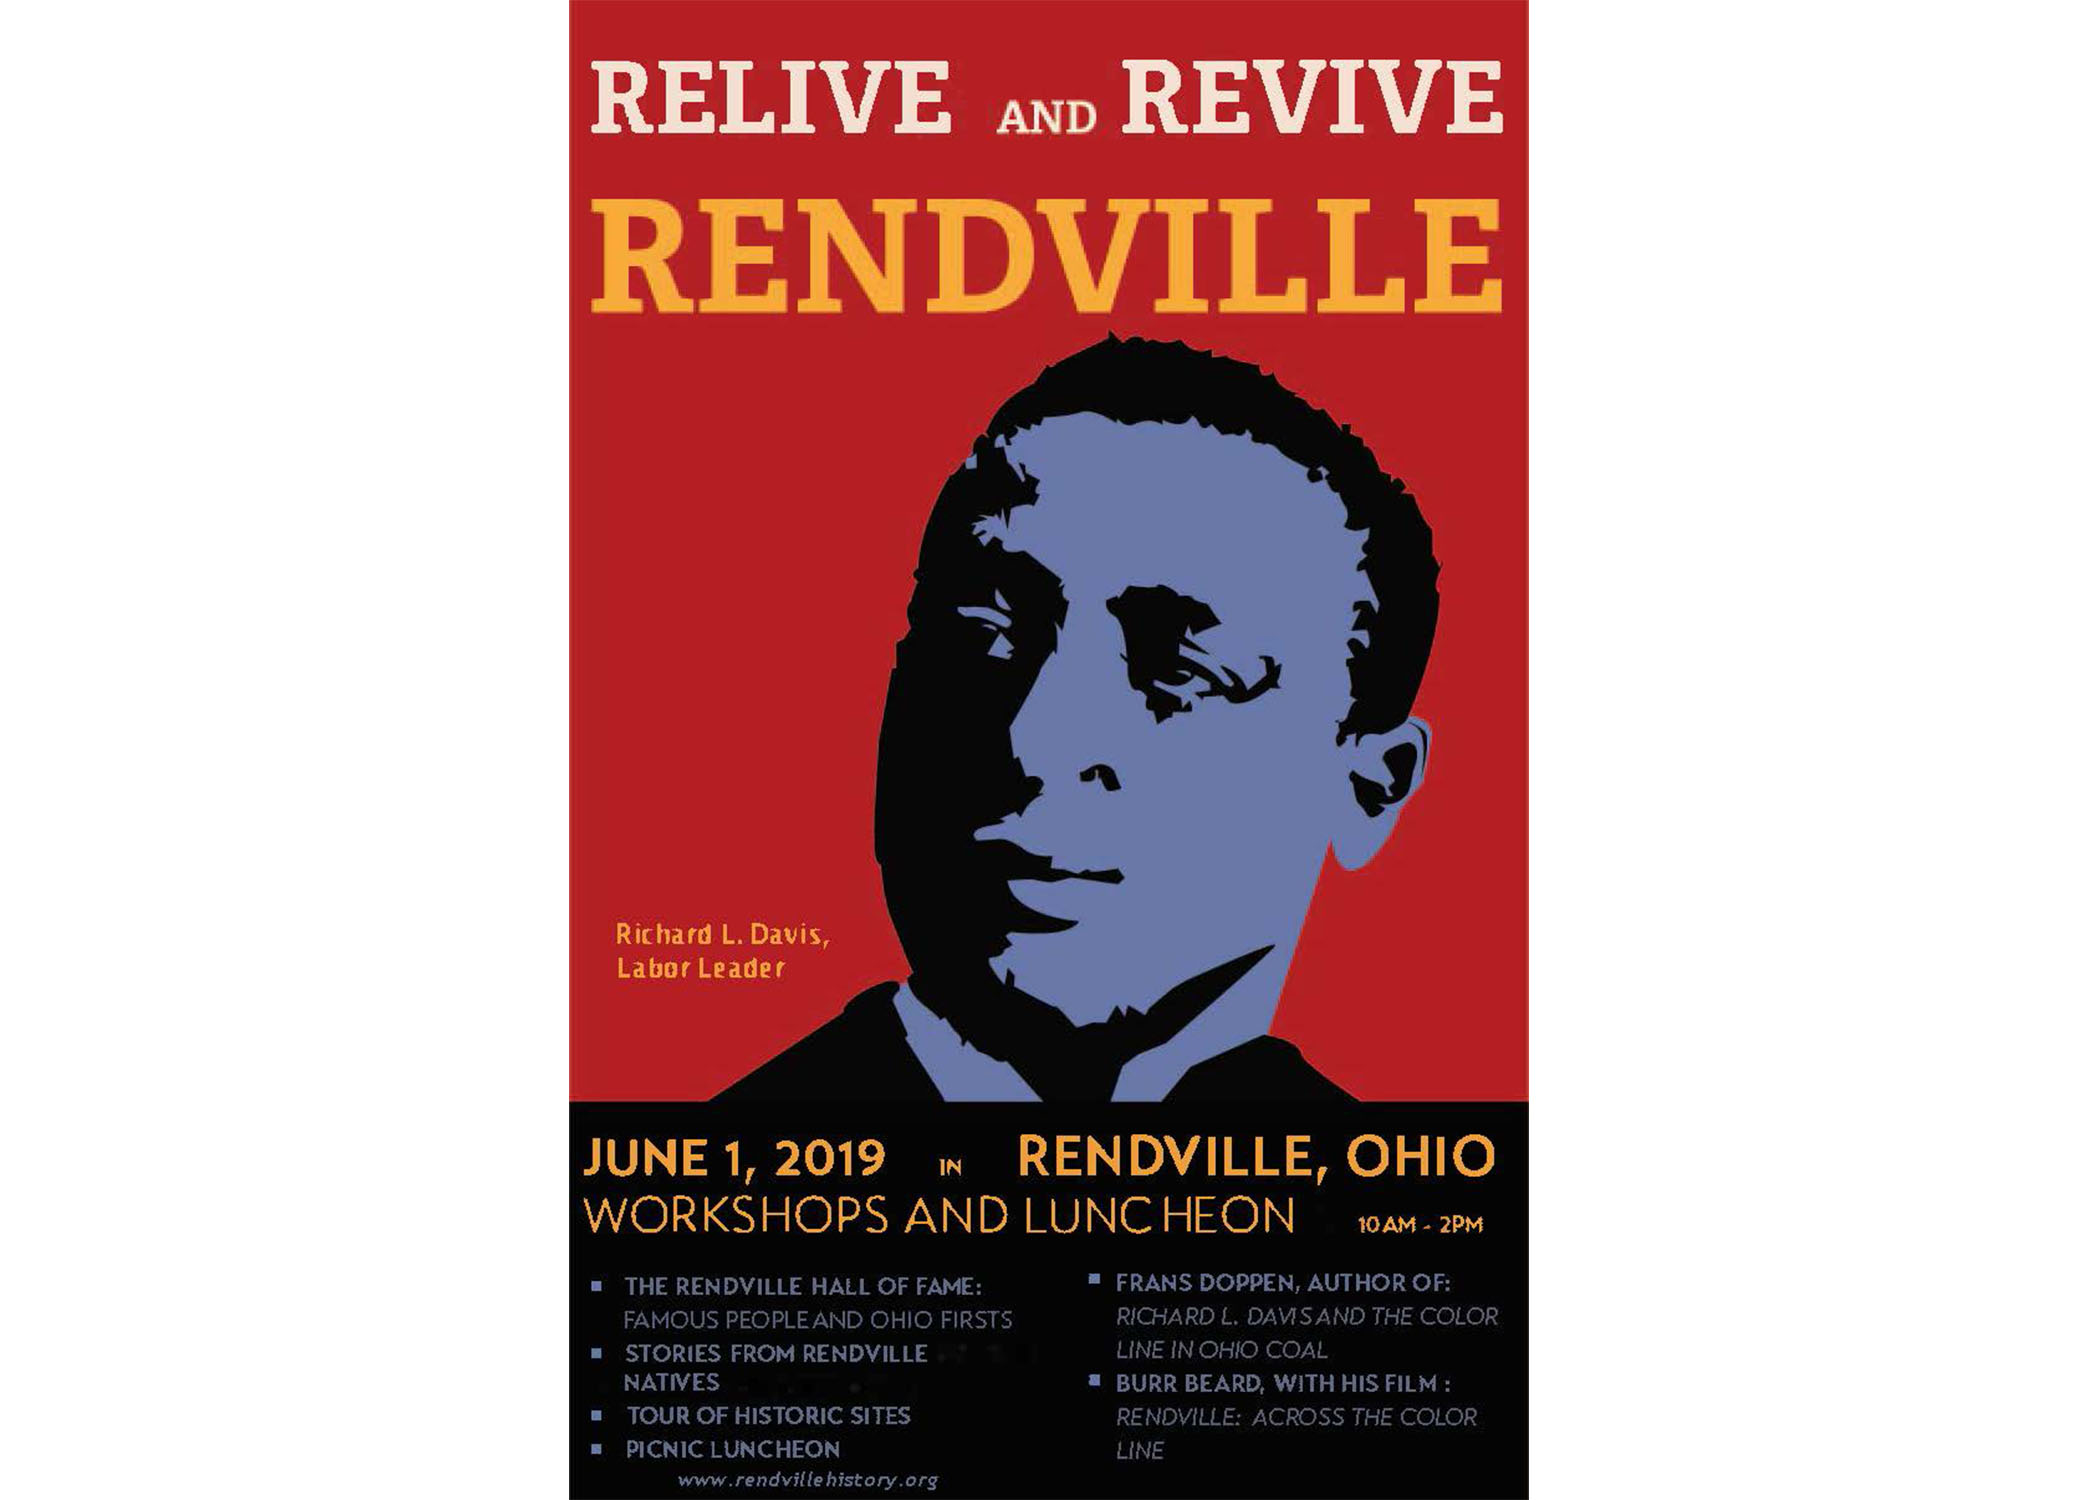 RELIVE AND REVIVE
RENDVILLE
Richard L. Davis,
Labor Leader
JUNE 1, 2019 IN RENDVILLE, OHIO
WORKSHOPS AND LUNCHEON 10 AM - 2PM
▪ THE RENDVILLE HALL OF FAME:
FAMOUS PEOPLE AND OHIO FIRSTS
▪ STORIES FROM RENDVILLE
NATIVES
▪ TOUR OF HISTORIC SITES
▪ PICNIC LUNCHEON
www.rendvillehistory.org
▪ FRANS DOPPEN, AUTHOR OF:
RICHARD L. DAVIS AND THE COLOR
LINE IN OHIO COAL
▪ BURR BEARD, WITH HIS FILM :
RENDVILLE: ACROSS THE COLOR
LINE